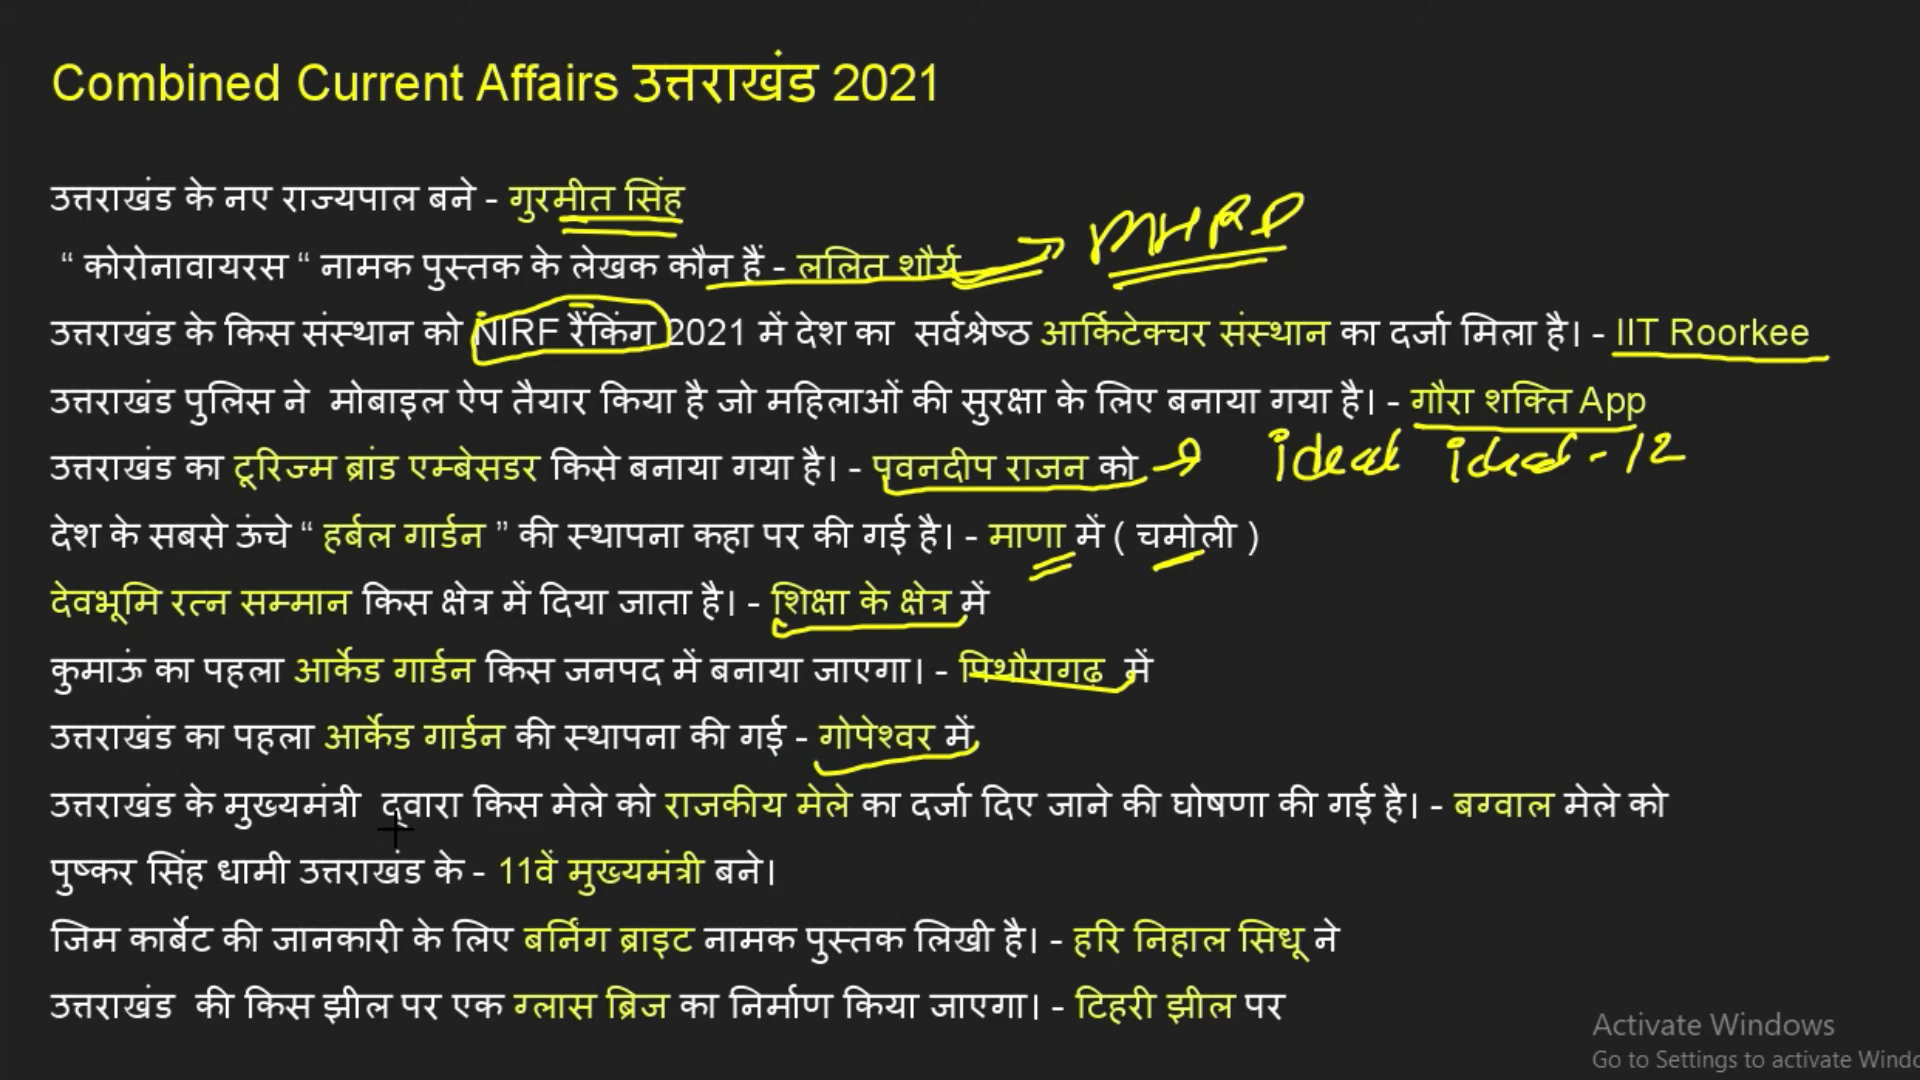 Combined Current Affairs उत्तराखंड 2021
उत्तराखंड के नए राज्यपाल बने - गुरमीत सिंह
“ कोरोनावायरस “ नामक पुस्तक के लेखक कौन हैं - ललित शौर्य
MHRD
उत्तराखंड के किस संस्थान को NIRF रैंकिंग 2021 में देश का सर्वश्रेष्ठ आर्किटेक्चर संस्थान का दर्जा मिला है। - IIT Roorkee
उत्तराखंड पुलिस ने मोबाइल ऐप तैयार किया है जो महिलाओं की सुरक्षा के लिए बनाया गया है। - गौरा शक्ति App
उत्तराखंड का टूरिज्म ब्रांड एम्बेसडर किसे बनाया गया है। - पवनदीप राजन को
- 12
देश के सबसे ऊंचे “ हर्बल गार्डन ” की स्थापना कहा पर की गई है। - माणा में ( चमोली )
देवभूमि रत्न सम्मान किस क्षेत्र में दिया जाता है। - शिक्षा के क्षेत्र में
कुमाऊं का पहला आर्केड गार्डन किस जनपद में बनाया जाएगा। - पिथौरागढ़ में
उत्तराखंड का पहला आर्केड गार्डन की स्थापना की गई - गोपेश्वर में
उत्तराखंड के मुख्यमंत्री दवारा किस मेले को राजकीय मेले का दर्जा दिए जाने की घोषणा की गई है। - बग्वाल मेले को
पुष्कर सिंह धामी उत्तराखंड के - 11वें मुख्यमंत्री बने।
जिम कार्बेट की जानकारी के लिए बर्निंग ब्राइट नामक पुस्तक लिखी है। - हरि निहाल सिधू ने
उत्तराखंड की किस झील पर एक ग्लास ब्रिज का निर्माण किया जाएगा। - टिहरी झील पर
Activate Windows
Go to Settings to activate Windo